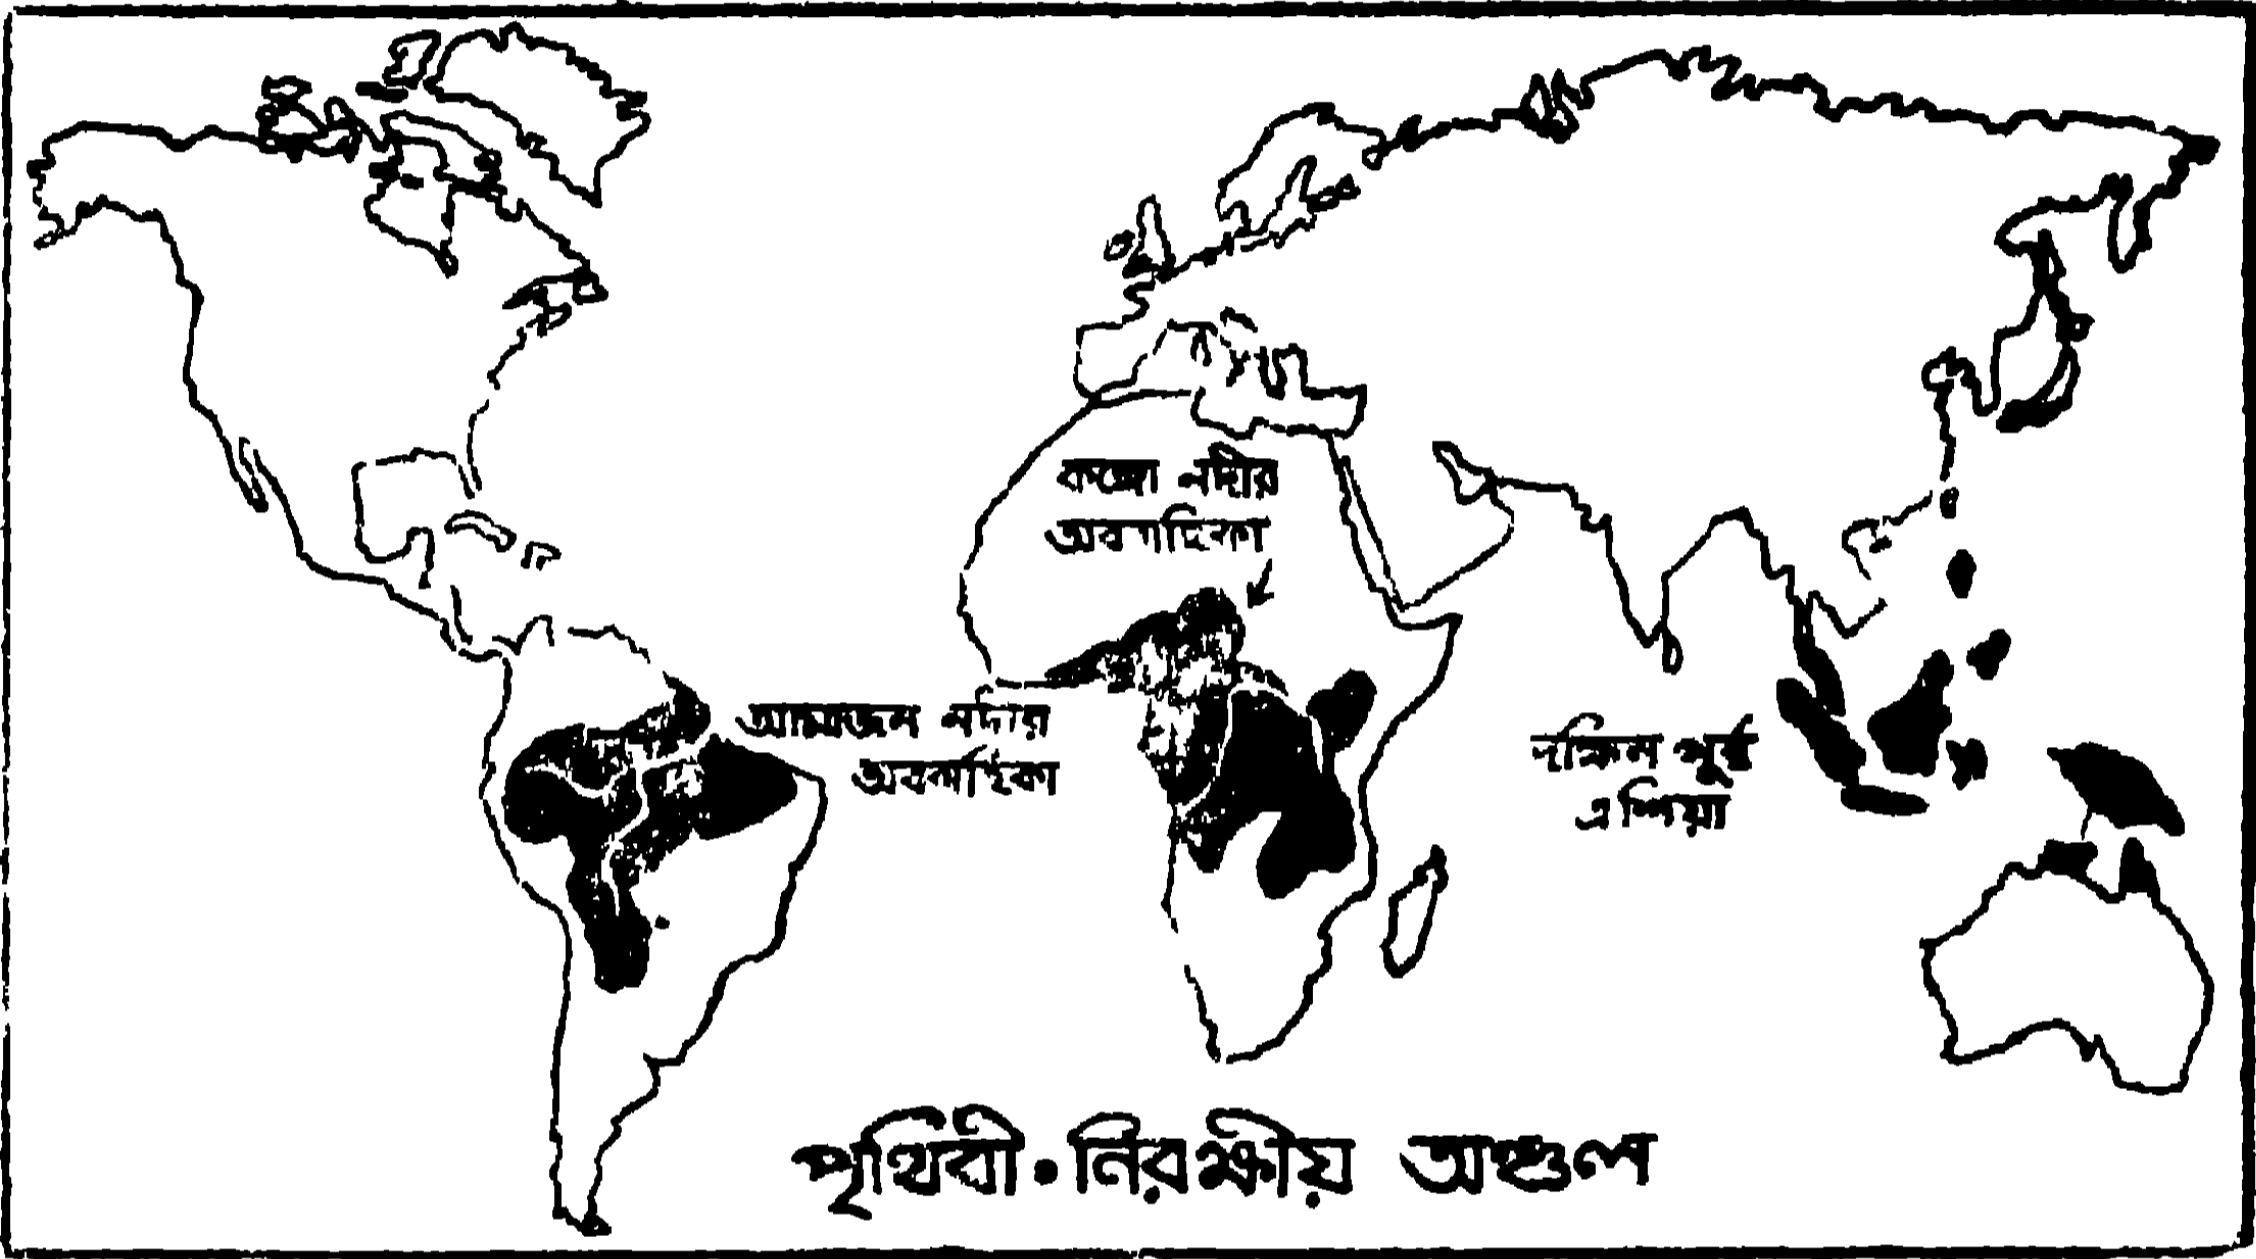 কঙ্গো নদীর
অববাহিকা
আমাজন নদীর
অববাহিকা
দক্ষিন পূর্ব
এশিয়া
পৃথিবী · নিরক্ষীয় অঞ্চল